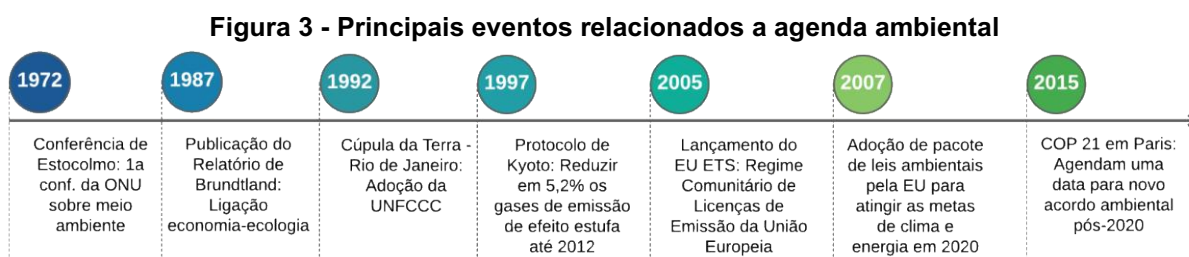 Figura 3 - Principais eventos relacionados a agenda ambiental
1972
1987
1992
1997
2005
2007
2015
Conferência de
Estocolmo: 1a
conf. da ONU
sobre meio
ambiente
Publicação do
Relatório de
Brundtland:
Ligação
economia-ecologia
Cúpula da Terra -
Rio de Janeiro:
Adoção da
UNFCCC
Protocolo de
Kyoto: Reduzir
em 5,2% os
gases de emissão
de efeito estufa
até 2012
Lançamento do
EU ETS: Regime
Comunitário de
Licenças de
Emissão da União
Europeia
Adoção de pacote
de leis ambientais
pela EU para
atingir as metas
de clima e
energia em 2020
COP 21 em Paris:
Agendam uma
data para novo
acordo ambiental
pós-2020